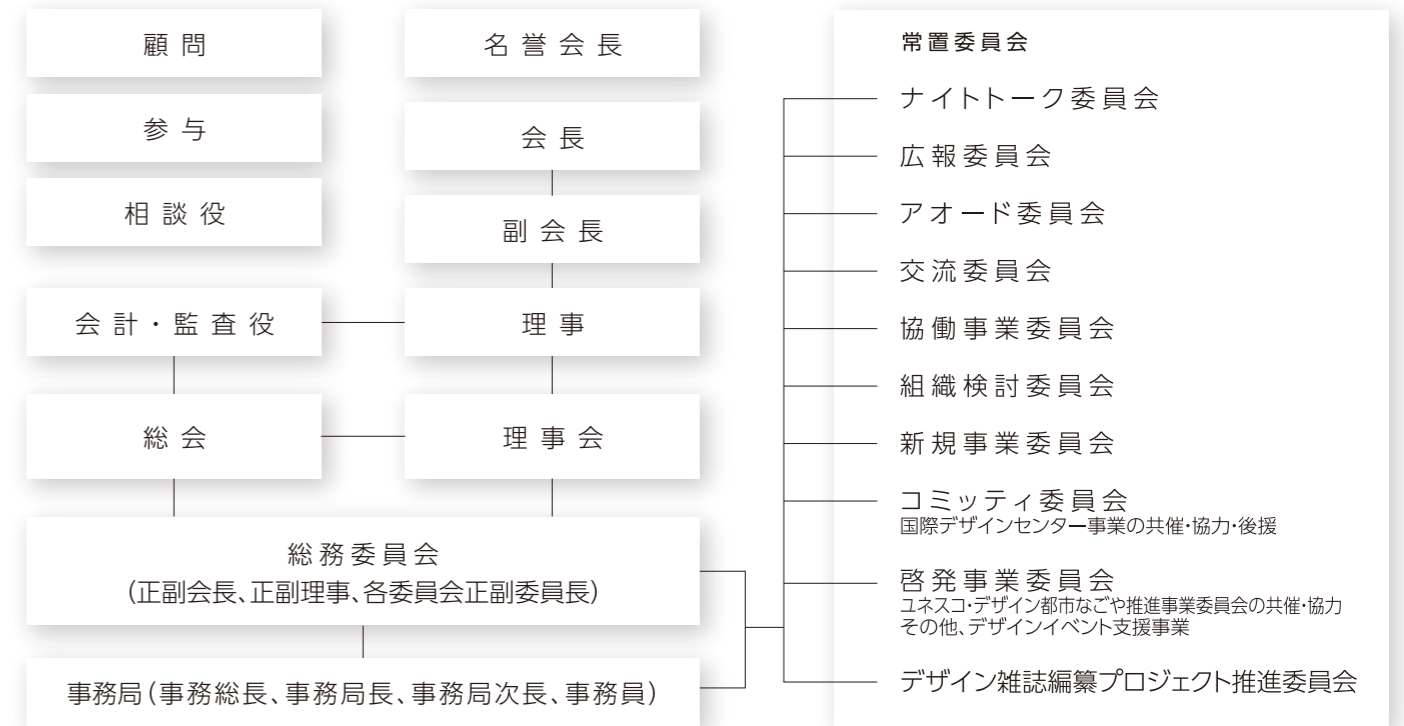 顧問
参与
相談役
会計・監査役
総会
名誉会長
会長
副会長
理事
理事会
総務委員会
(正副会長、正副理事、各委員会正副委員長)
事務局(事務総長、事務局長、事務局次長、事務員)
常置委員会
ナイトトーク委員会
広報委員会
アオード委員会
交流委員会
協働事業委員会
組織検討委員会
新規事業委員会
コミッティ委員会
国際デザインセンター事業の共催・協力・後援
啓発事業委員会
ユネスコ・デザイン都市なごや推進事業委員会の共催・協力
その他、デザインイベント支援事業
デザイン雑誌編纂プロジェクト推進委員会